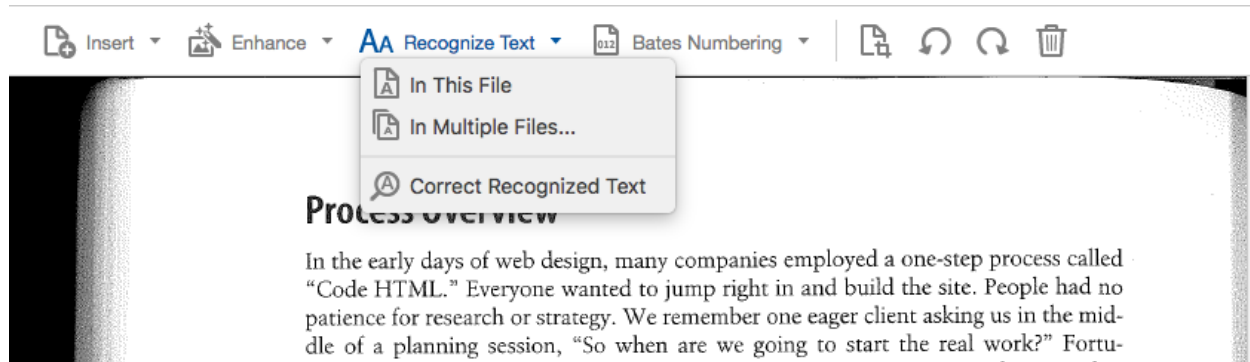 Insert Enhance Recognize Text 012 Bates Numbering
In This File
In Multiple Files...
Correct Recognized Text
Process Overview
In the early days of web design, many companies employed a one-step process called
“Code HTML.” Everyone wanted to jump right in and build the site. People had no
patience for research or strategy. We remember one eager client asking us in the mid-
dle of a planning session, “So when are we going to start the real work?” Fortu-